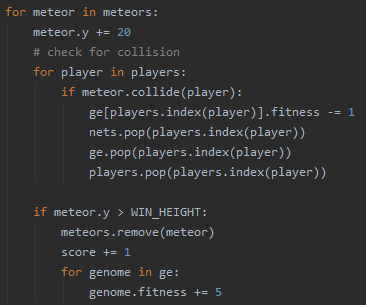 for meteor in meteors:
    meteor.y += 20
    # check for collision
    for player in players:
        if meteor.collide(player):
            ge[players.index(player)].fitness -= 1
            nets.pop(players.index(player))
            ge.pop(players.index(player))
            players.pop(players.index(player))

    if meteor.y > WIN_HEIGHT:
        meteors.remove(meteor)
        score += 1
        for genome in ge:
            genome.fitness += 5